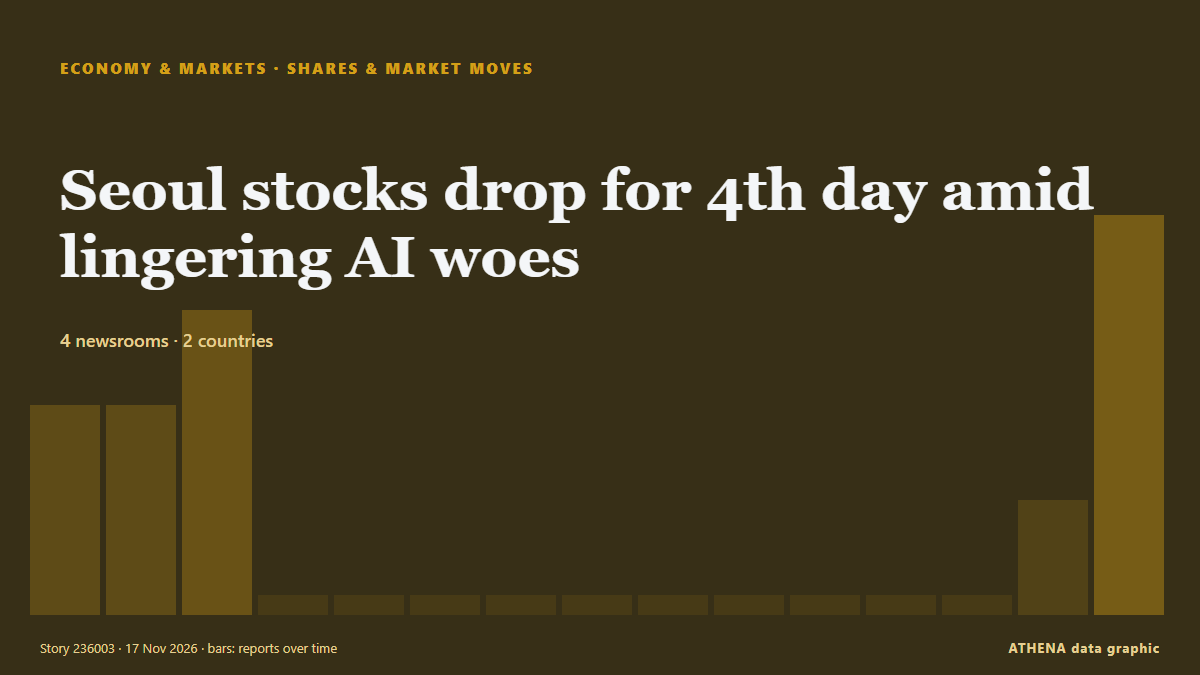 ECONOMY & MARKETS · SHARES & MARKET MOVES
Seoul stocks drop for 4th day amid
lingering AI woes
4 newsrooms · 2 countries
Story 236003 · 17 Nov 2026 · bars: reports over time
ATHENA data graphic